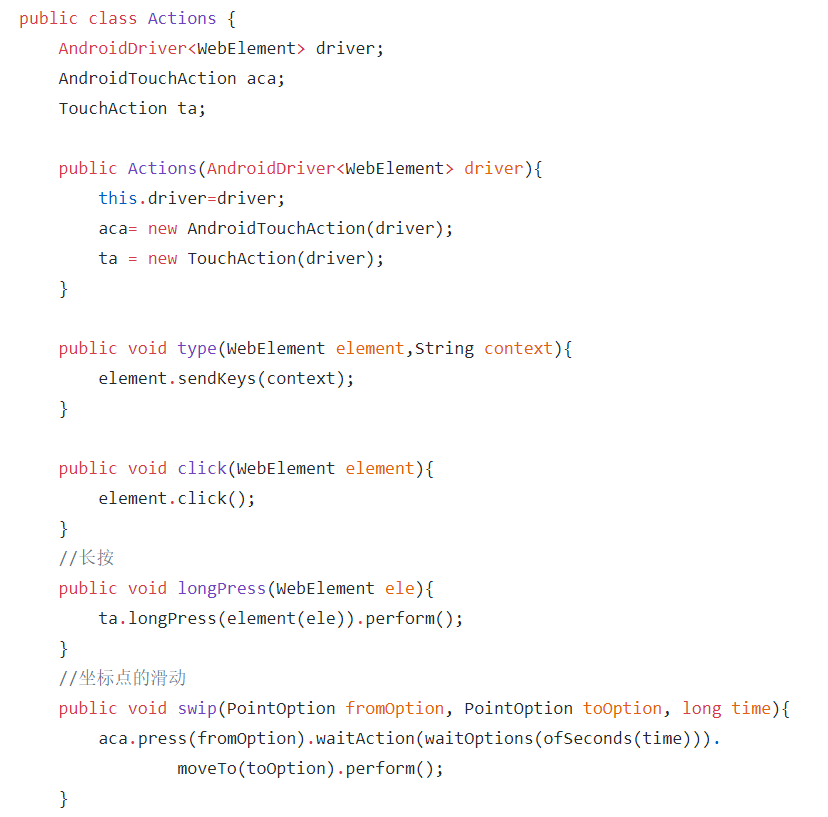 public class Actions {
    AndroidDriver<WebElement> driver;
    AndroidTouchAction aca;
    TouchAction ta;

    public Actions(AndroidDriver<WebElement> driver){
        this.driver=driver;
        aca= new AndroidTouchAction(driver);
        ta = new TouchAction(driver);
    }

    public void type(WebElement element,String context){
        element.sendKeys(context);
    }

    public void click(WebElement element){
        element.click();
    }
    //长按
    public void longPress(WebElement ele){
        ta.longPress(element(ele)).perform();
    }
    //坐标点的滑动
    public void swip(PointOption fromOption, PointOption toOption, long time){
        aca.press(fromOption).waitAction(waitOptions(ofSeconds(time))).
                moveTo(toOption).perform();
    }